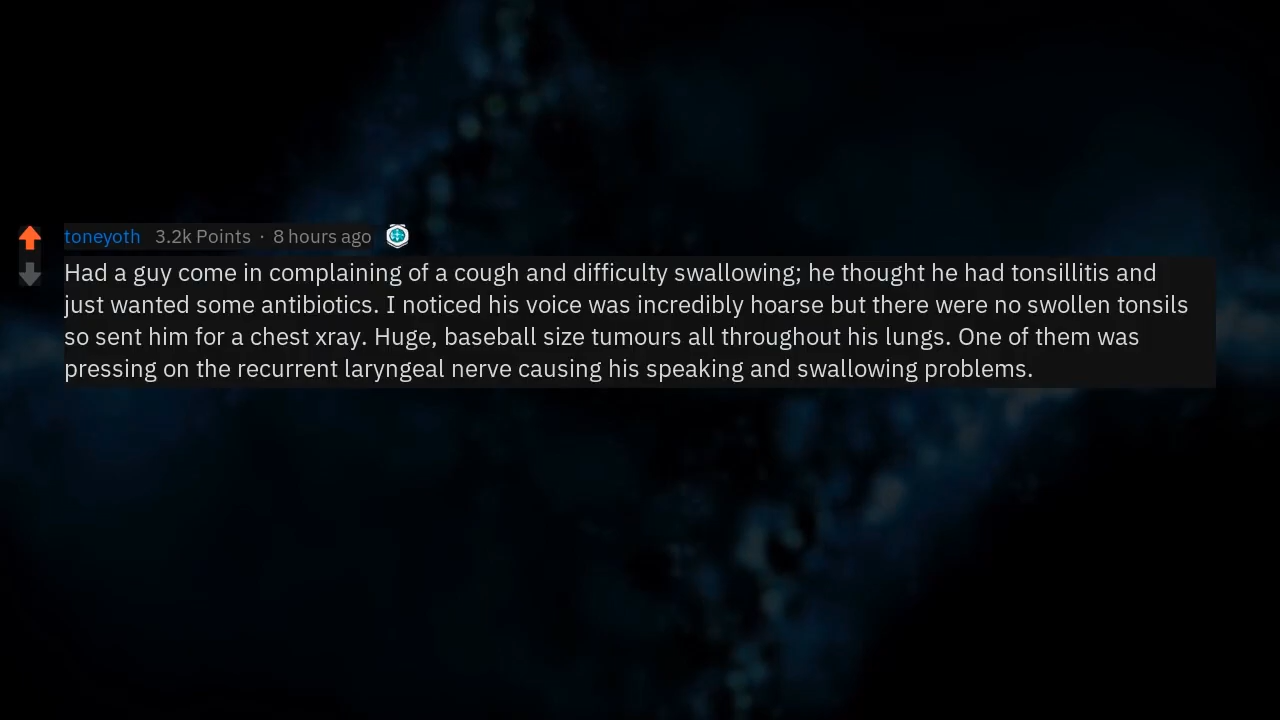 toneyoth 3.2k Points · 8 hours ago
Had a guy come in complaining of a cough and difficulty swallowing; he thought he had tonsillitis and
just wanted some antibiotics. I noticed his voice was incredibly hoarse but there were no swollen tonsils
so sent him for a chest xray. Huge, baseball size tumours all throughout his lungs. One of them was
pressing on the recurrent laryngeal nerve causing his speaking and swallowing problems.